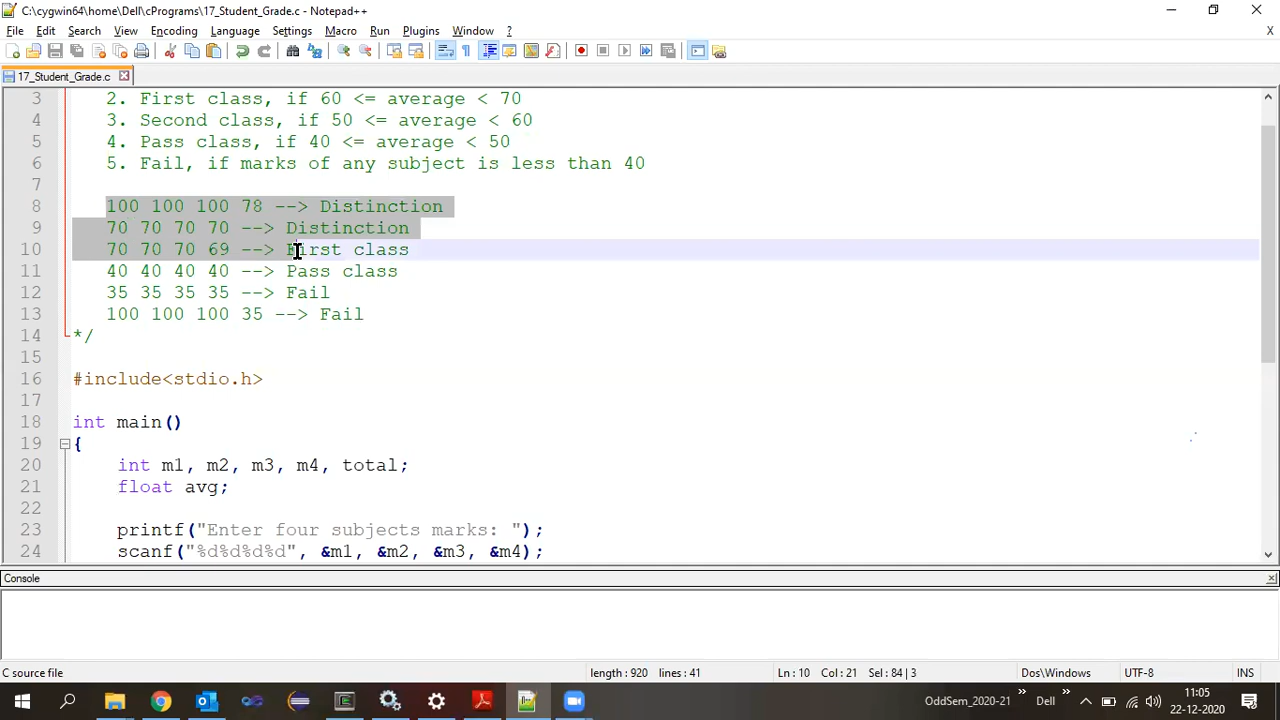 C:\cygwin64\home\Dell\cPrograms\17_Student_Grade.c - Notepad++
File Edit Search View Encoding Language Settings Macro Run Plugins Window ? X
17_Student_Grade.c
3 2. First class, if 60 <= average < 70
4 3. Second class, if 50 <= average < 60
5 4. Pass class, if 40 <= average < 50
6 5. Fail, if marks of any subject is less than 40
7
8 100 100 100 78 --> Distinction
9 70 70 70 70 --> Distinction
10 70 70 70 69 --> First class
11 40 40 40 40 --> Pass class
12 35 35 35 35 --> Fail
13 100 100 100 35 --> Fail
14 */
15
16 #include<stdio.h>
17
18 int main()
19 {
20 int m1, m2, m3, m4, total;
21 float avg;
22
23 printf("Enter four subjects marks: ");
24 scanf("%d%d%d%d", &m1, &m2, &m3, &m4);
Console
C source file length : 920 lines : 41 Ln : 10 Col : 21 Sel : 84 | 3 Dos\Windows UTF-8 INS
OddSem_2020-21 » Dell » 11:05
22-12-2020